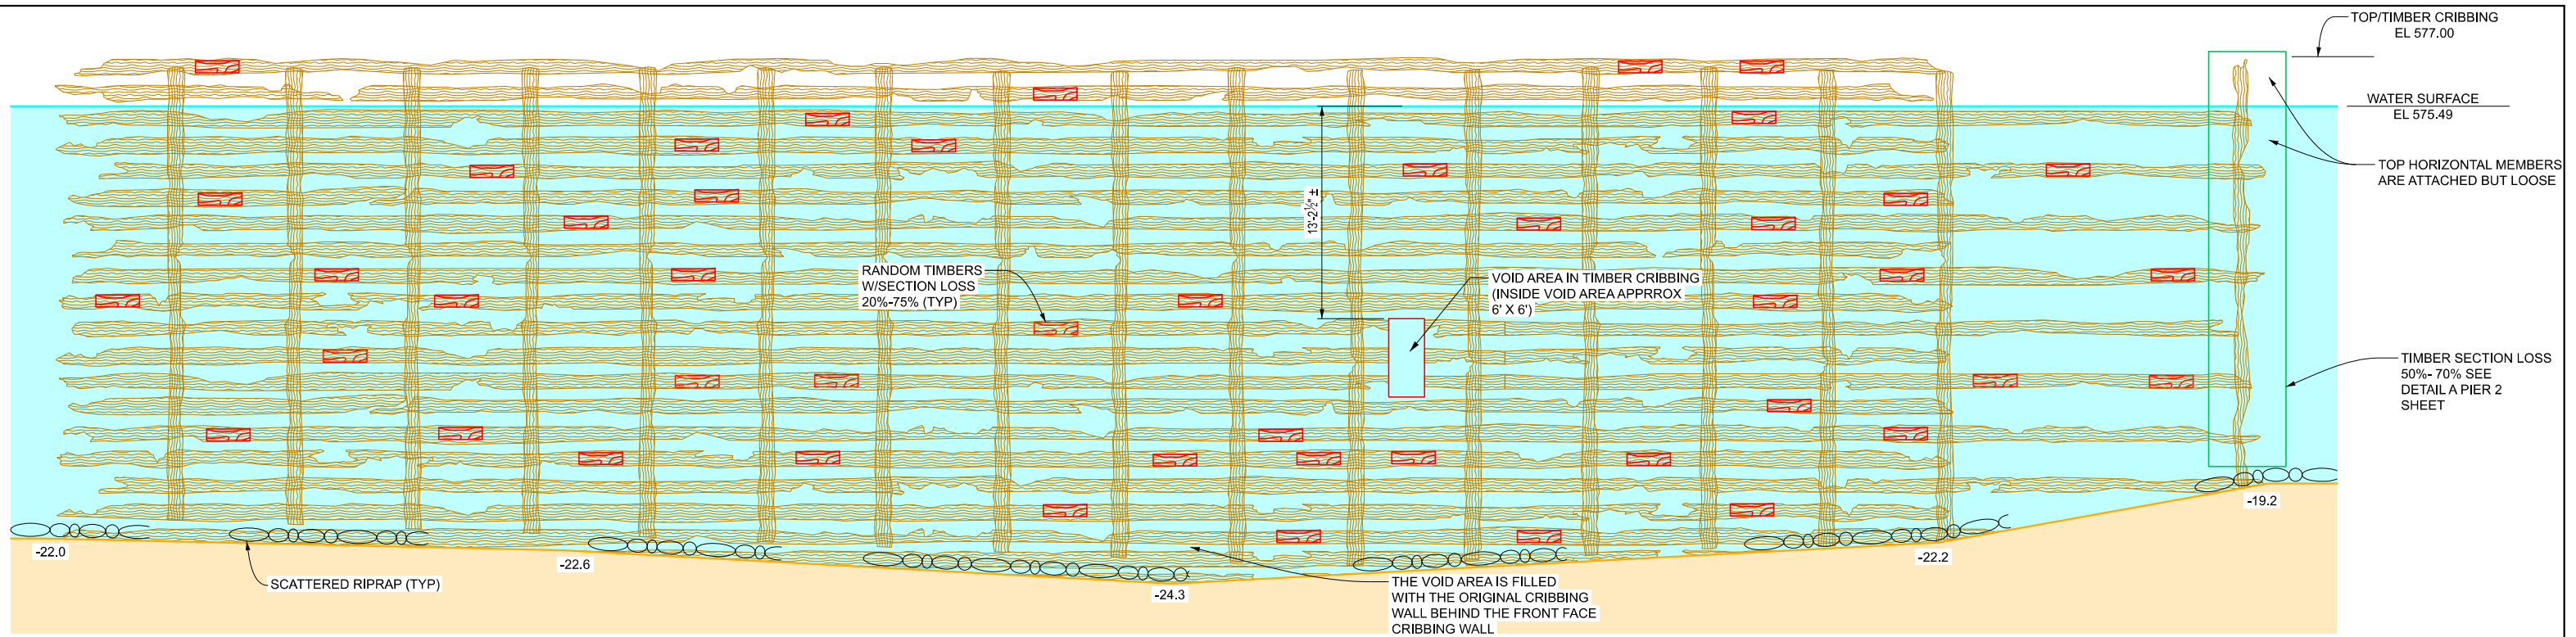 TOP/TIMBER CRIBBING
EL 577.00
WATER SURFACE
EL 575.49
TOP HORIZONTAL MEMBERS
ARE ATTACHED BUT LOOSE
13'-2½" ±
RANDOM TIMBERS
W/SECTION LOSS
20%-75% (TYP)
VOID AREA IN TIMBER CRIBBING
(INSIDE VOID AREA APPRROX
6' X 6')
TIMBER SECTION LOSS
50%- 70% SEE
DETAIL A PIER 2
SHEET
-19.2
-22.0
-22.6
-22.2
-24.3
SCATTERED RIPRAP (TYP)
THE VOID AREA IS FILLED
WITH THE ORIGINAL CRIBBING
WALL BEHIND THE FRONT FACE
CRIBBING WALL